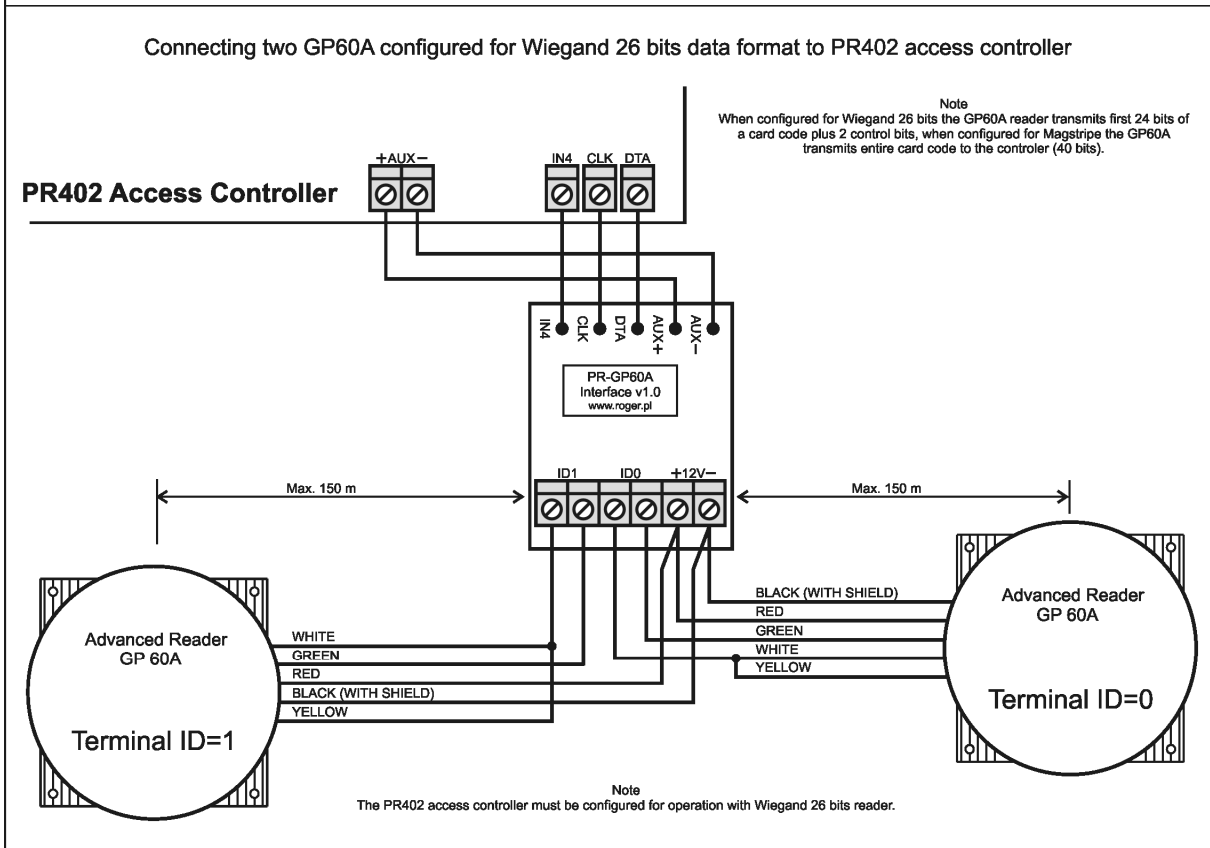 Connecting two GP60A configured for Wiegand 26 bits data format to PR402 access controller
Note
When configured for Wiegand 26 bits the GP60A reader transmits first 24 bits of
a card code plus 2 control bits, when configured for Magstripe the GP60A
transmits entire card code to the controler (40 bits).
+AUX−
IN4 CLK DTA
PR402 Access Controller
IN4 CLK DTA AUX+ AUX−
PR-GP60A
Interface v1.0
www.roger.pl
ID1 ID0 +12V−
Max. 150 m
Max. 150 m
Advanced Reader
GP 60A
Terminal ID=1
WHITE
GREEN
RED
BLACK (WITH SHIELD)
YELLOW
BLACK (WITH SHIELD)
RED
GREEN
WHITE
YELLOW
Advanced Reader
GP 60A
Terminal ID=0
Note
The PR402 access controller must be configured for operation with Wiegand 26 bits reader.